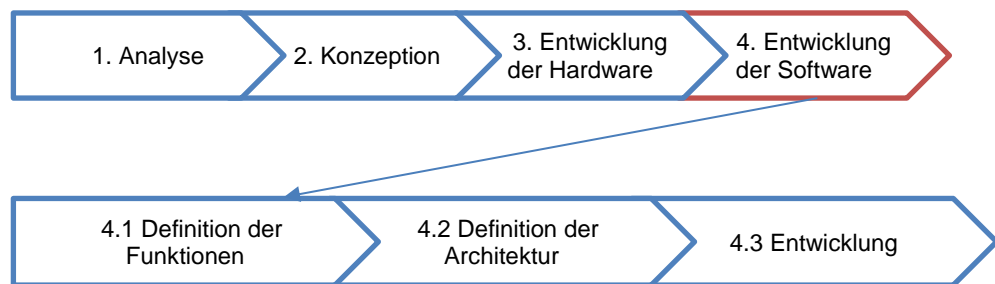 1. Analyse
2. Konzeption
3. Entwicklung
der Hardware
4. Entwicklung
der Software
4.1 Definition der
Funktionen
4.2 Definition der
Architektur
4.3 Entwicklung